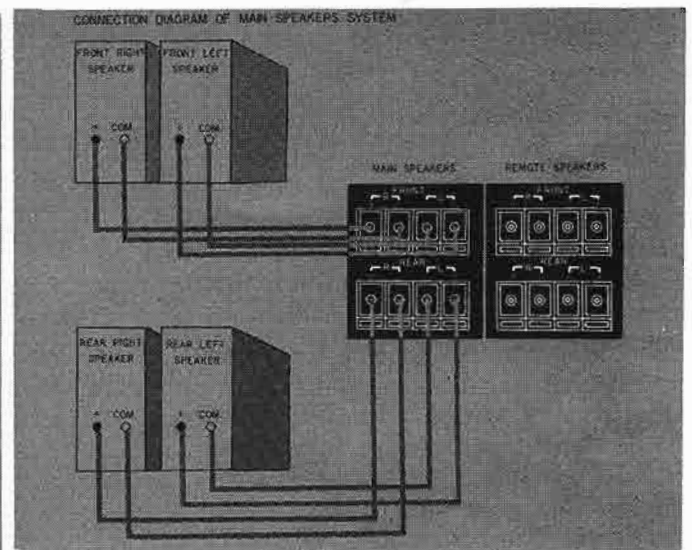 CONNECTION DIAGRAM OF MAIN SPEAKERS SYSTEM
FRONT RIGHT SPEAKER
FRONT LEFT SPEAKER
+ COM
+ COM
MAIN SPEAKERS
REMOTE SPEAKERS
FRONT
R L
FRONT
R L
REAR
R L
REAR
R L
REAR RIGHT SPEAKER
REAR LEFT SPEAKER
+ COM
+ COM